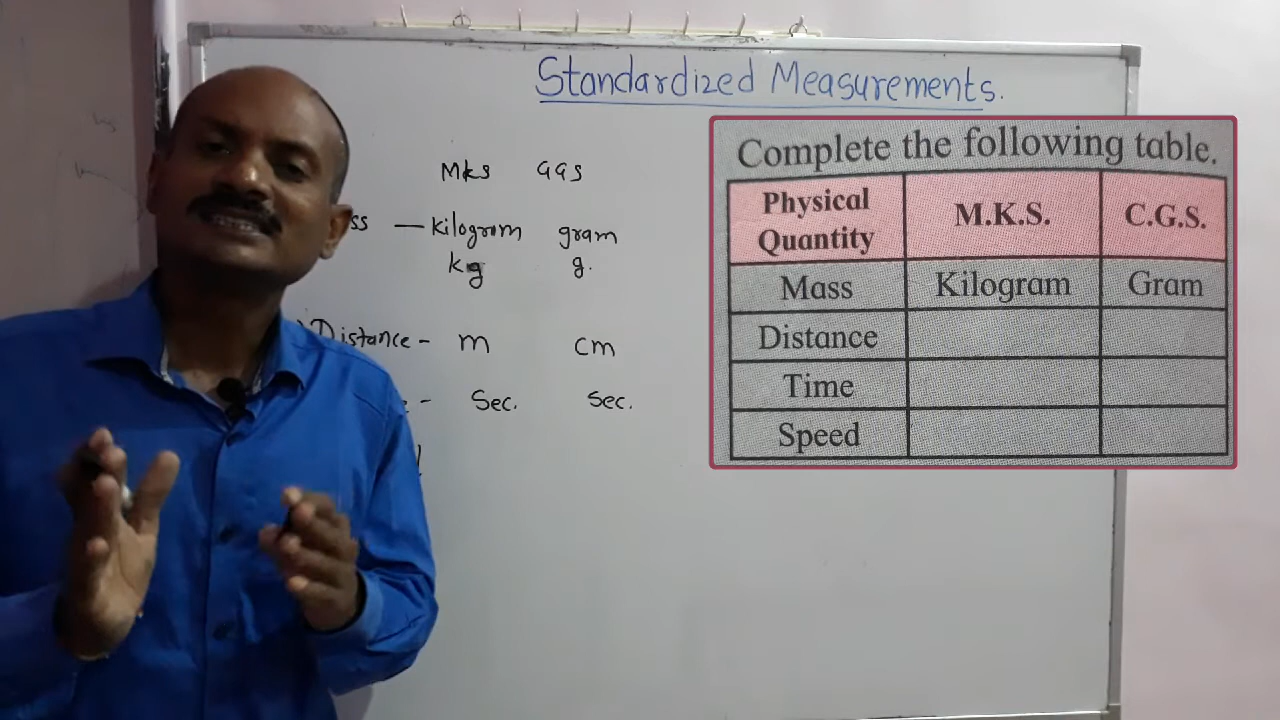 Standardized Measurements.
Mks GGS
ss — kilogram gram
kg g.
Distance - m cm
- Sec. Sec.
Complete the following table.
Physical Quantity M.K.S. C.G.S.
Mass Kilogram Gram
Distance
Time
Speed